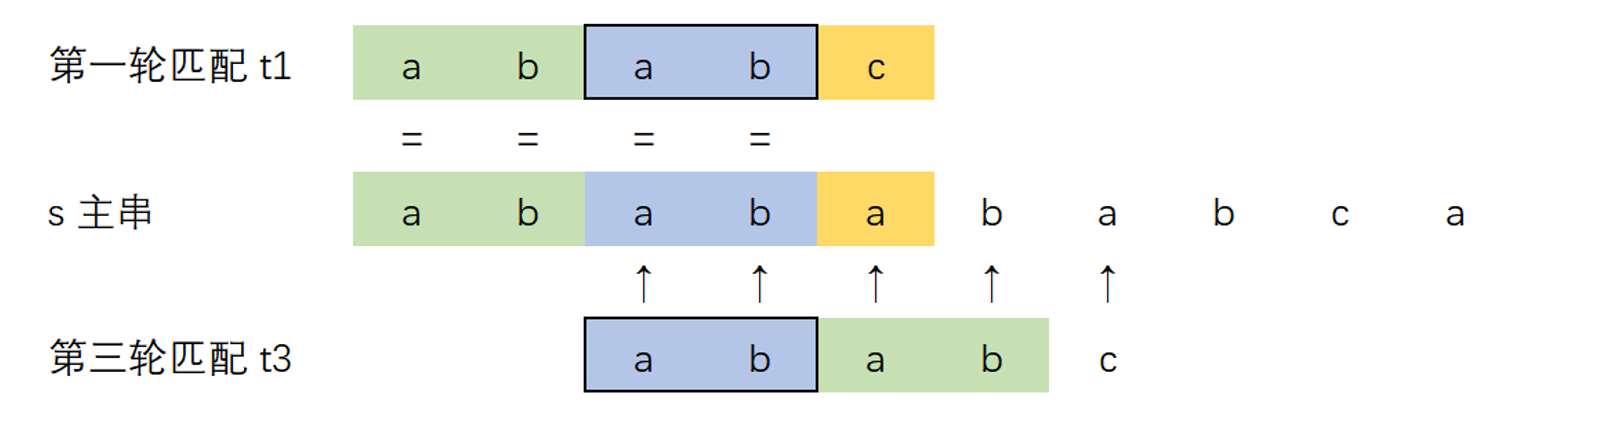 第一轮匹配 t1 a b a b c
= = = =
s 主串 a b a b a b a b c a
↑ ↑ ↑ ↑ ↑
第三轮匹配 t3 a b a b c